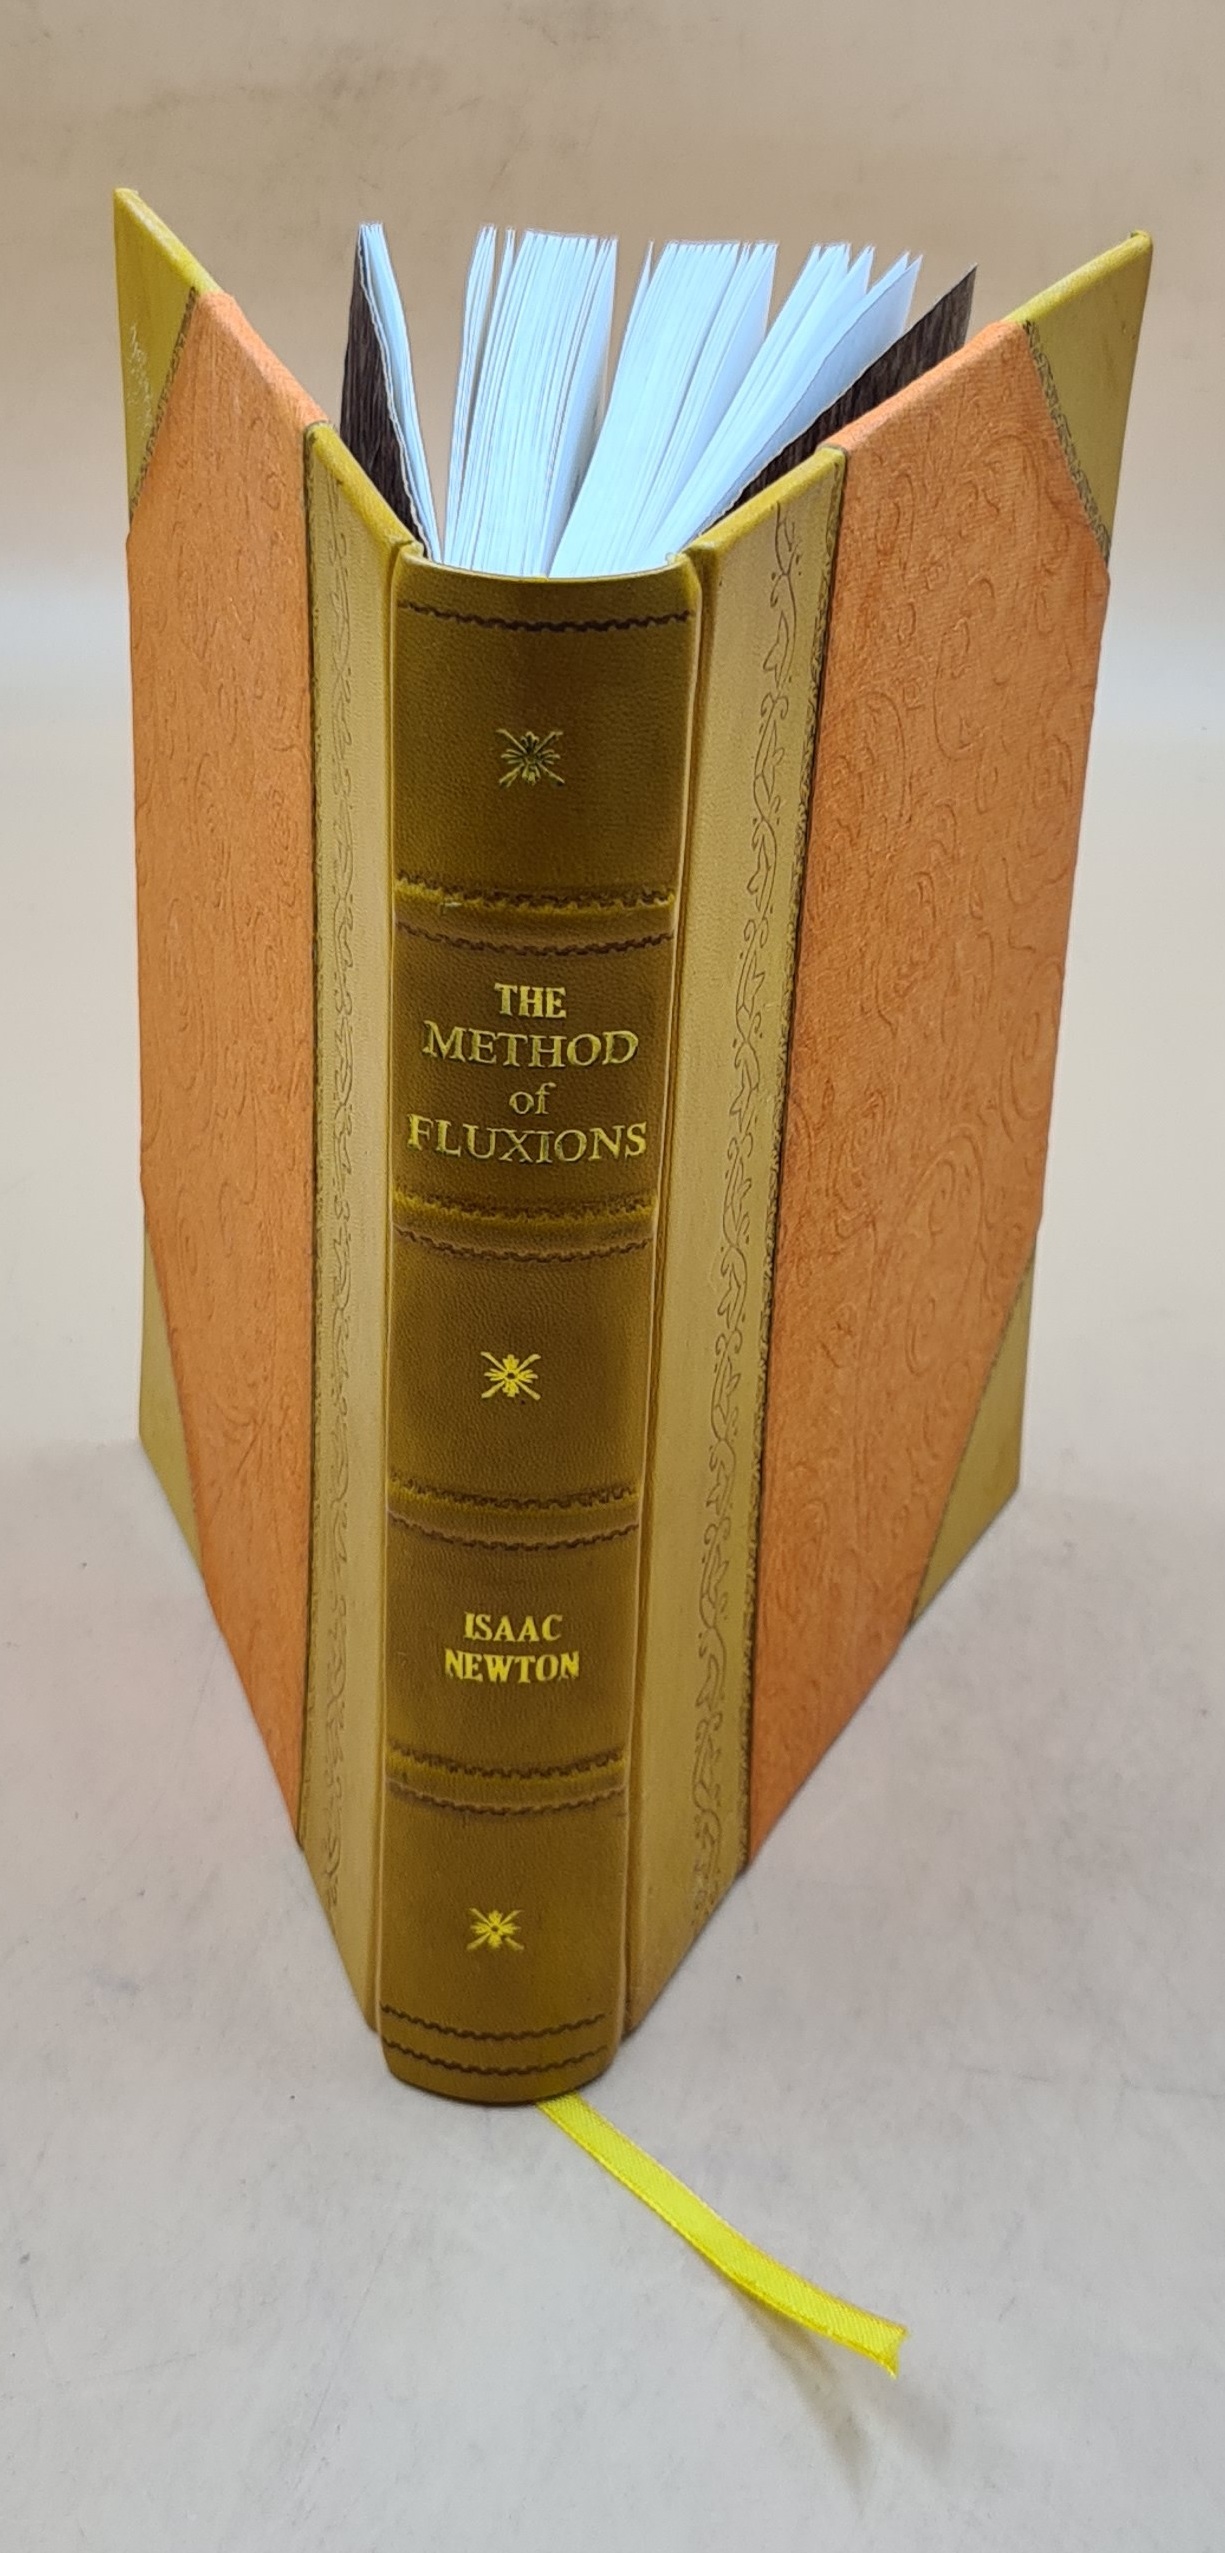 THE
METHOD
of
FLUXIONS
ISAAC
NEWTON